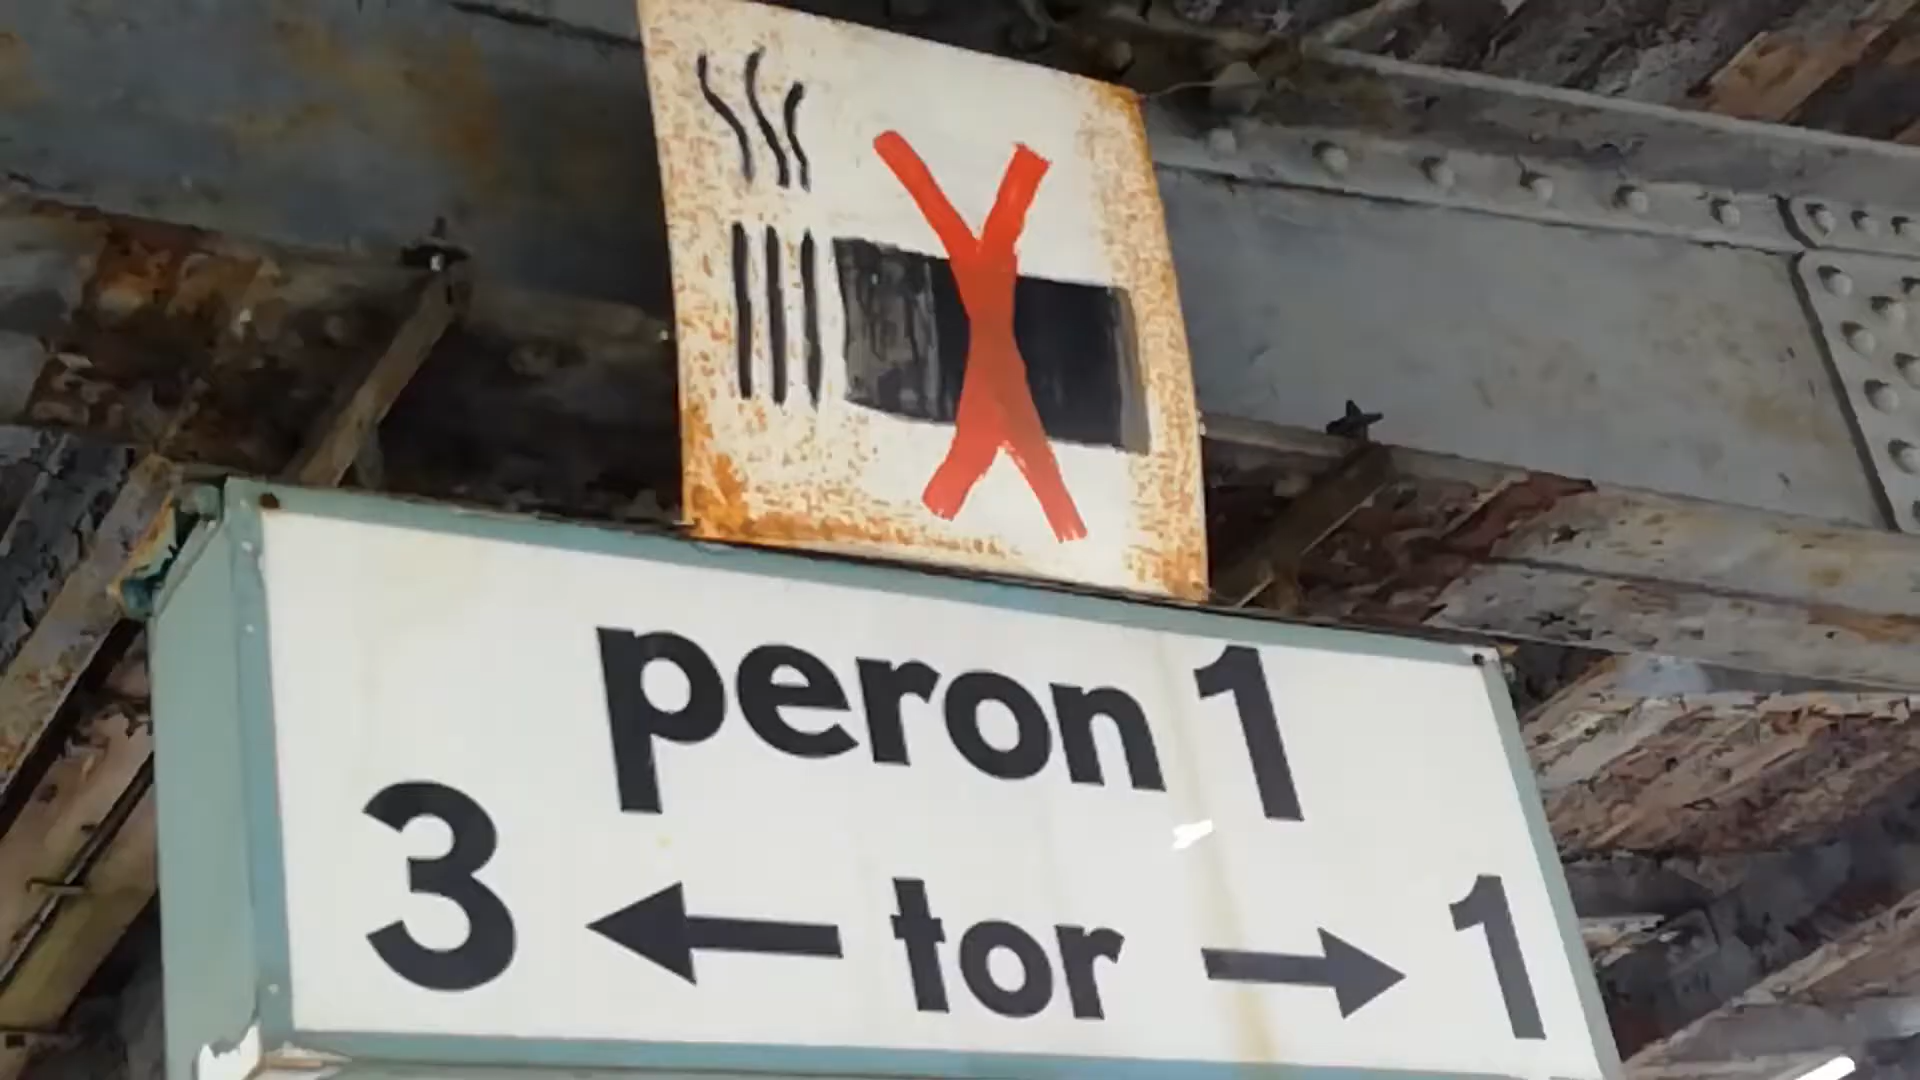 peron 1
3 ← tor → 1